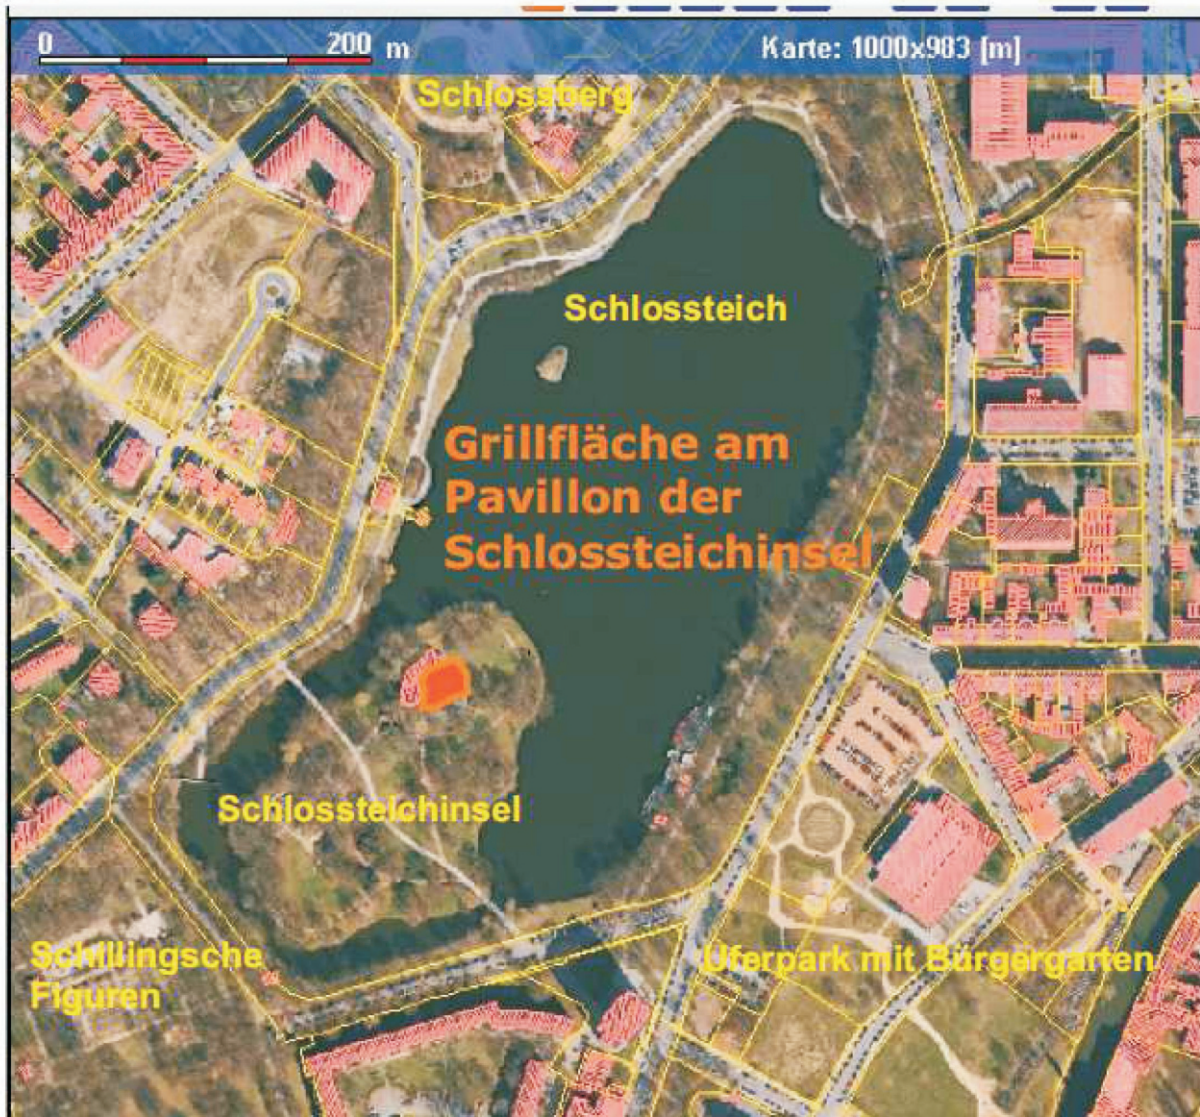 0 200 m Karte: 1000x983 [m]
Schlossberg
Schlossteich
Grillfläche am
Pavillon der
Schlossteichinsel
Schlossteichinsel
Schillingsche
Figuren
Uferpark mit Bürgergarten